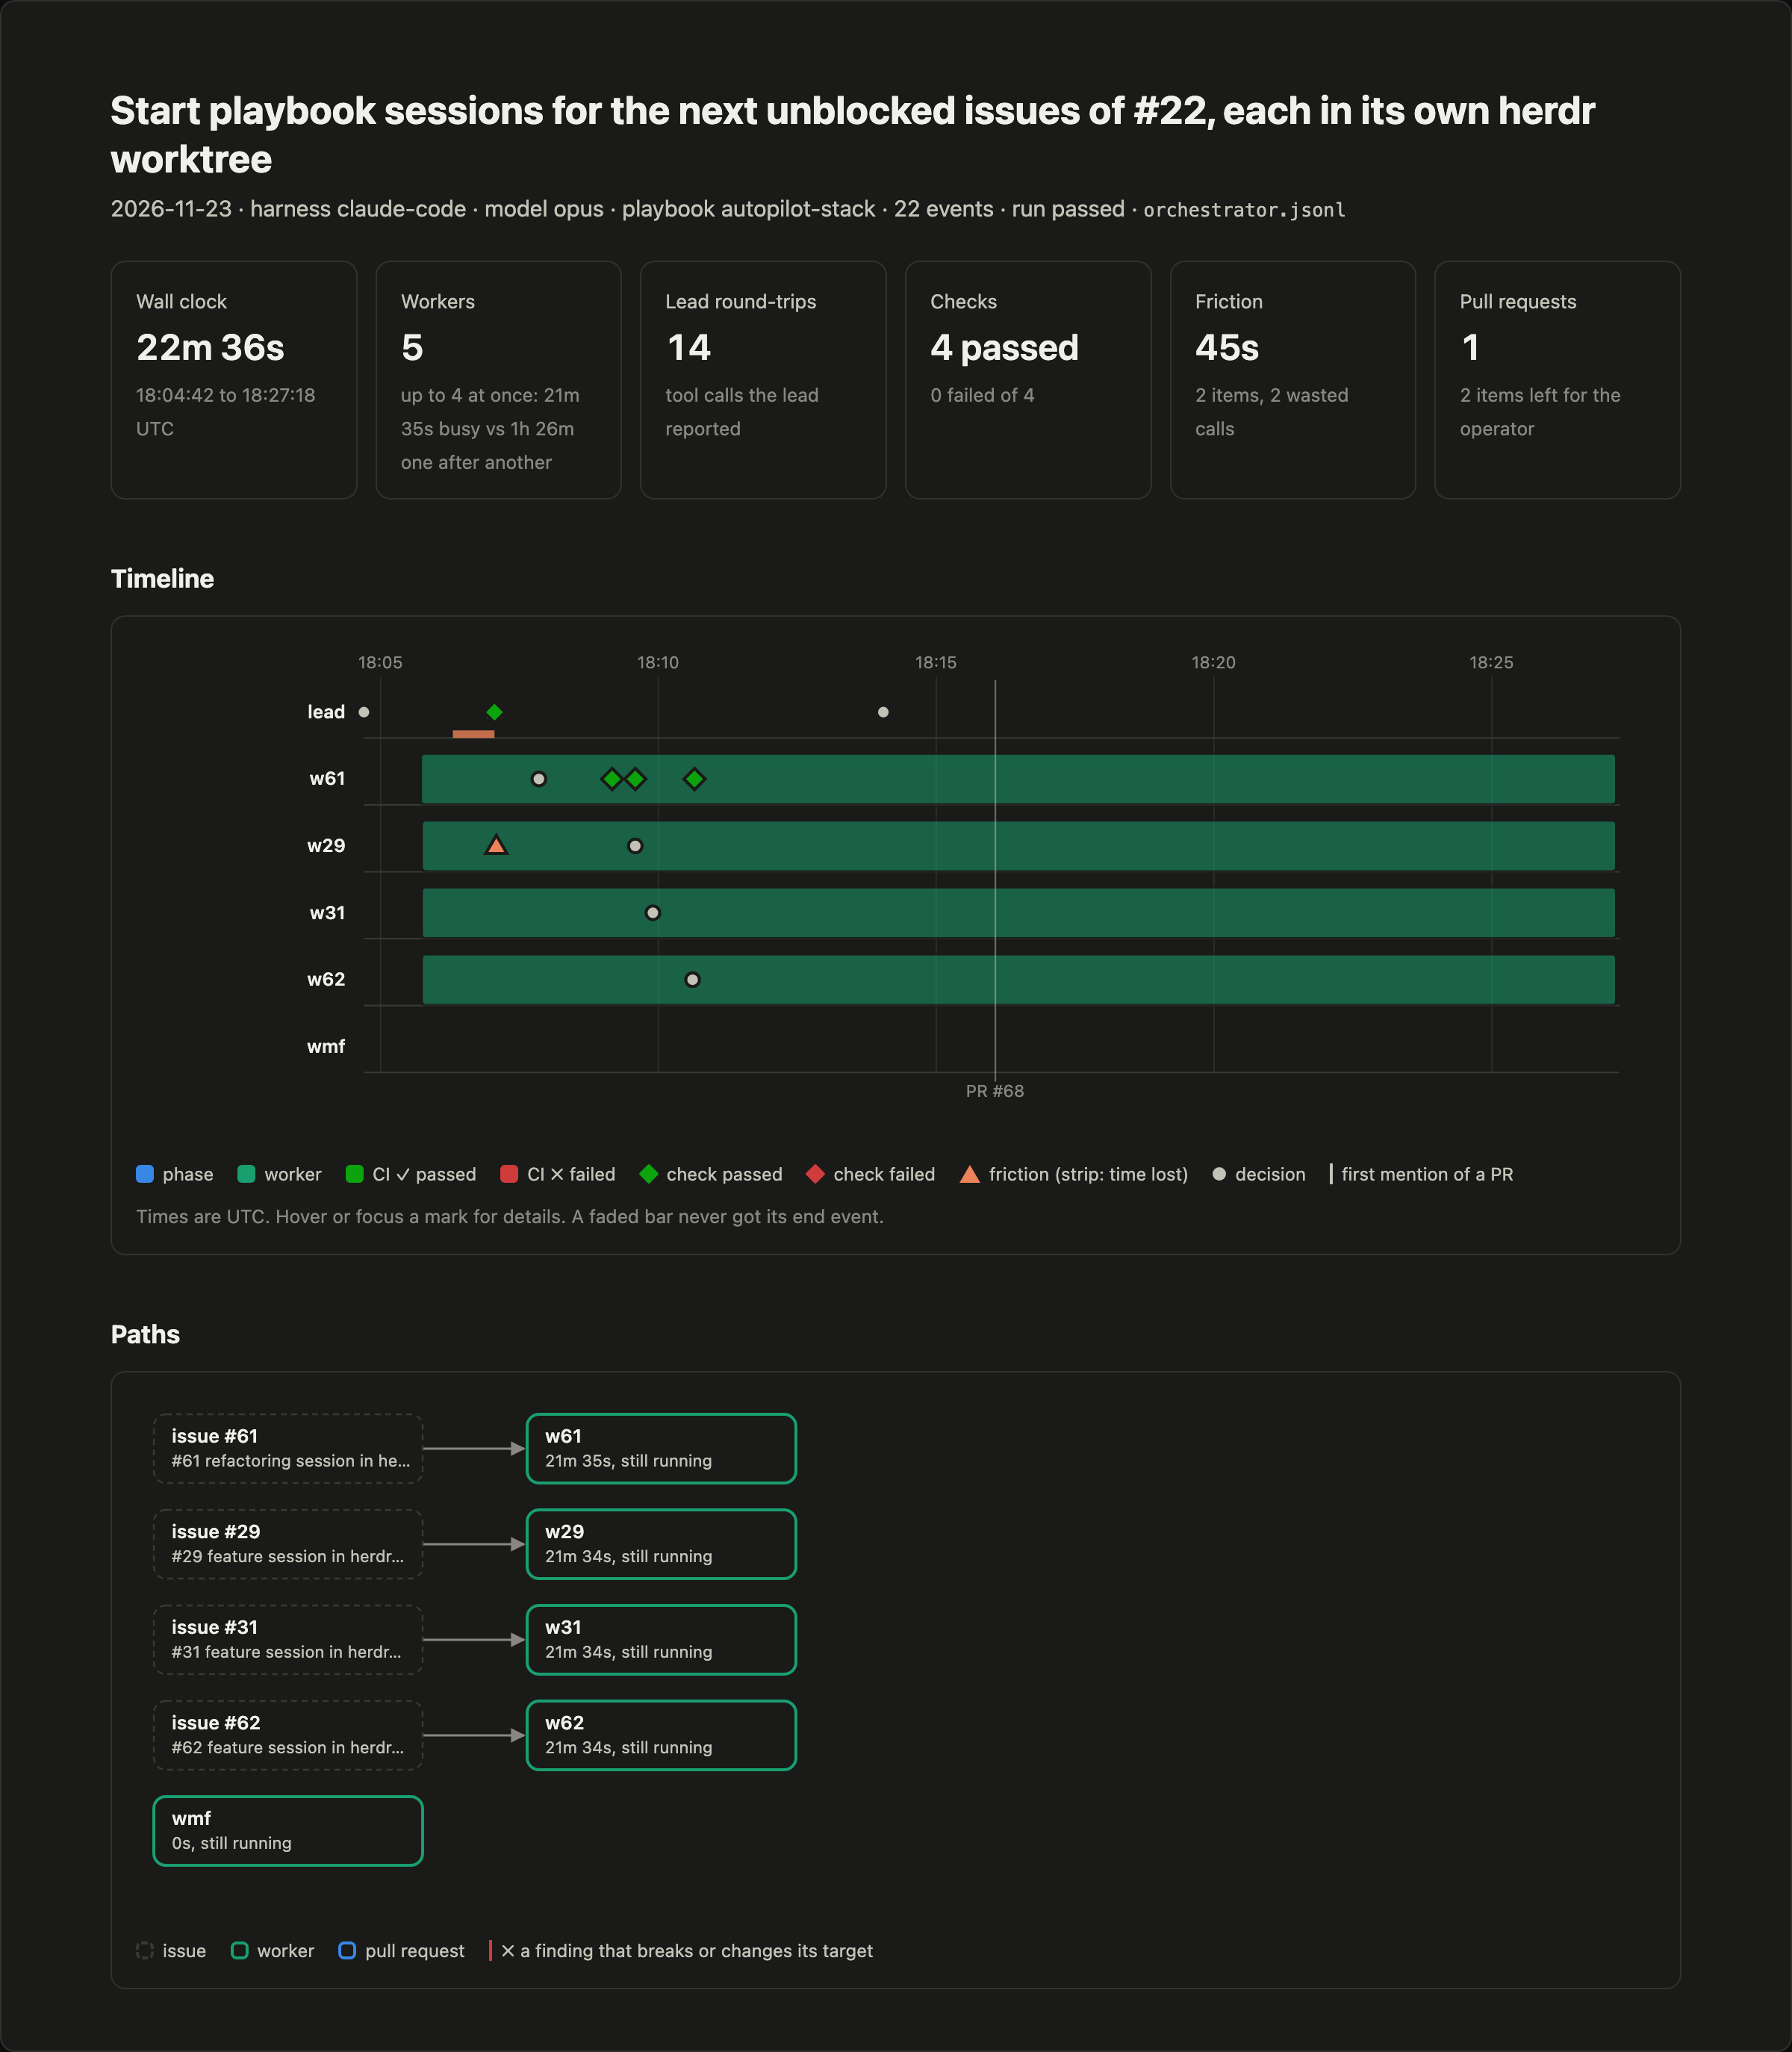 Start playbook sessions for the next unblocked issues of #22, each in its own herdr
worktree
2026-11-23 · harness claude-code · model opus · playbook autopilot-stack · 22 events · run passed · orchestrator.jsonl
Wall clock
22m 36s
18:04:42 to 18:27:18
UTC
Workers
5
up to 4 at once: 21m
35s busy vs 1h 26m
one after another
Lead round-trips
14
tool calls the lead
reported
Checks
4 passed
0 failed of 4
Friction
45s
2 items, 2 wasted
calls
Pull requests
1
2 items left for the
operator
Timeline
18:05 18:10 18:15 18:20 18:25
lead
w61
w29
w31
w62
wmf
PR #68
phase worker CI ✓ passed CI ✕ failed check passed check failed friction (strip: time lost) decision first mention of a PR
Times are UTC. Hover or focus a mark for details. A faded bar never got its end event.
Paths
issue #61
#61 refactoring session in he...
w61
21m 35s, still running
issue #29
#29 feature session in herdr...
w29
21m 34s, still running
issue #31
#31 feature session in herdr...
w31
21m 34s, still running
issue #62
#62 feature session in herdr...
w62
21m 34s, still running
wmf
0s, still running
issue worker pull request ✕ a finding that breaks or changes its target